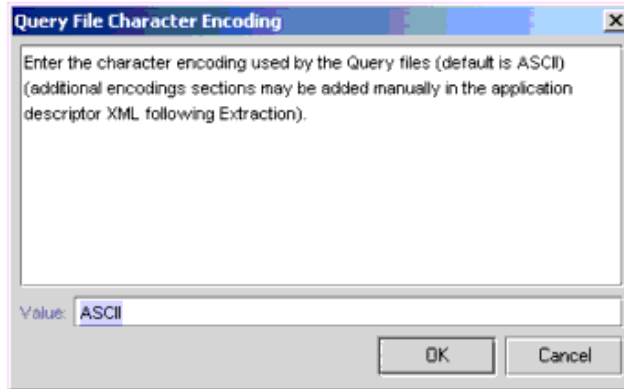 Query File Character Encoding
Enter the character encoding used by the Query files (default is ASCII)
(additional encodings sections may be added manually in the application
descriptor XML following Extraction).
Value: ASCII
OK Cancel